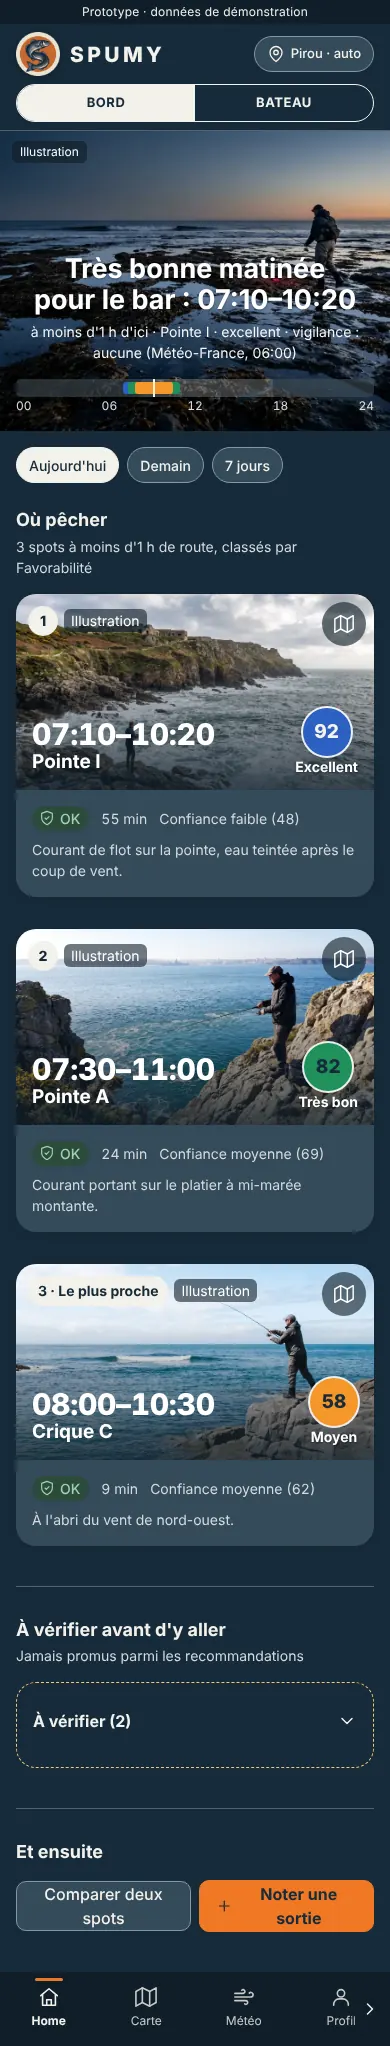 Prototype · données de démonstration
SPUMY
Pirou · auto
BORD
BATEAU
Illustration
Très bonne matinée
pour le bar : 07:10–10:20
à moins d'1 h d'ici · Pointe I · excellent · vigilance :
aucune (Météo-France, 06:00)
00 06 12 18 24
Aujourd'hui
Demain
7 jours
Où pêcher
3 spots à moins d'1 h de route, classés par
Favorabilité
1
Illustration
07:10–10:20
Pointe I
92
Excellent
OK 55 min Confiance faible (48)
Courant de flot sur la pointe, eau teintée après le
coup de vent.
2
Illustration
07:30–11:00
Pointe A
82
Très bon
OK 24 min Confiance moyenne (69)
Courant portant sur le platier à mi-marée
montante.
3 · Le plus proche
Illustration
08:00–10:30
Crique C
58
Moyen
OK 9 min Confiance moyenne (62)
À l'abri du vent de nord-ouest.
À vérifier avant d'y aller
Jamais promus parmi les recommandations
À vérifier (2)
Et ensuite
Comparer deux
spots
Noter une
sortie
Home
Carte
Météo
Profil